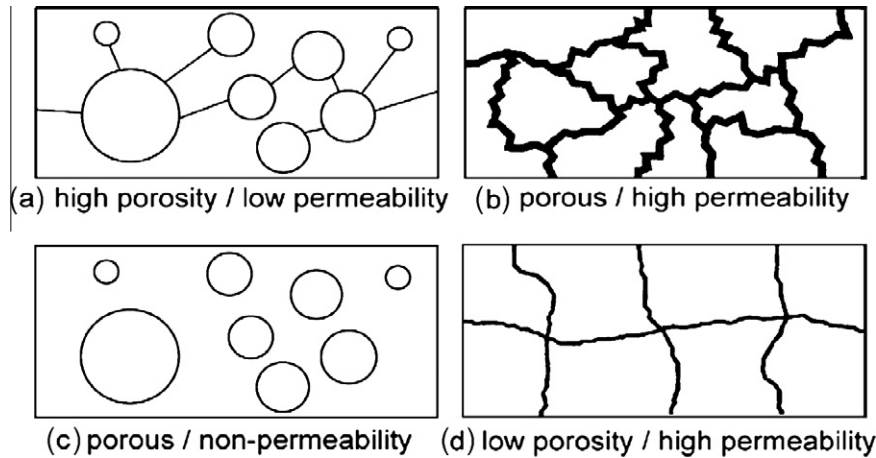 (a) high porosity / low permeability
(b) porous / high permeability
(c) porous / non-permeability
(d) low porosity / high permeability